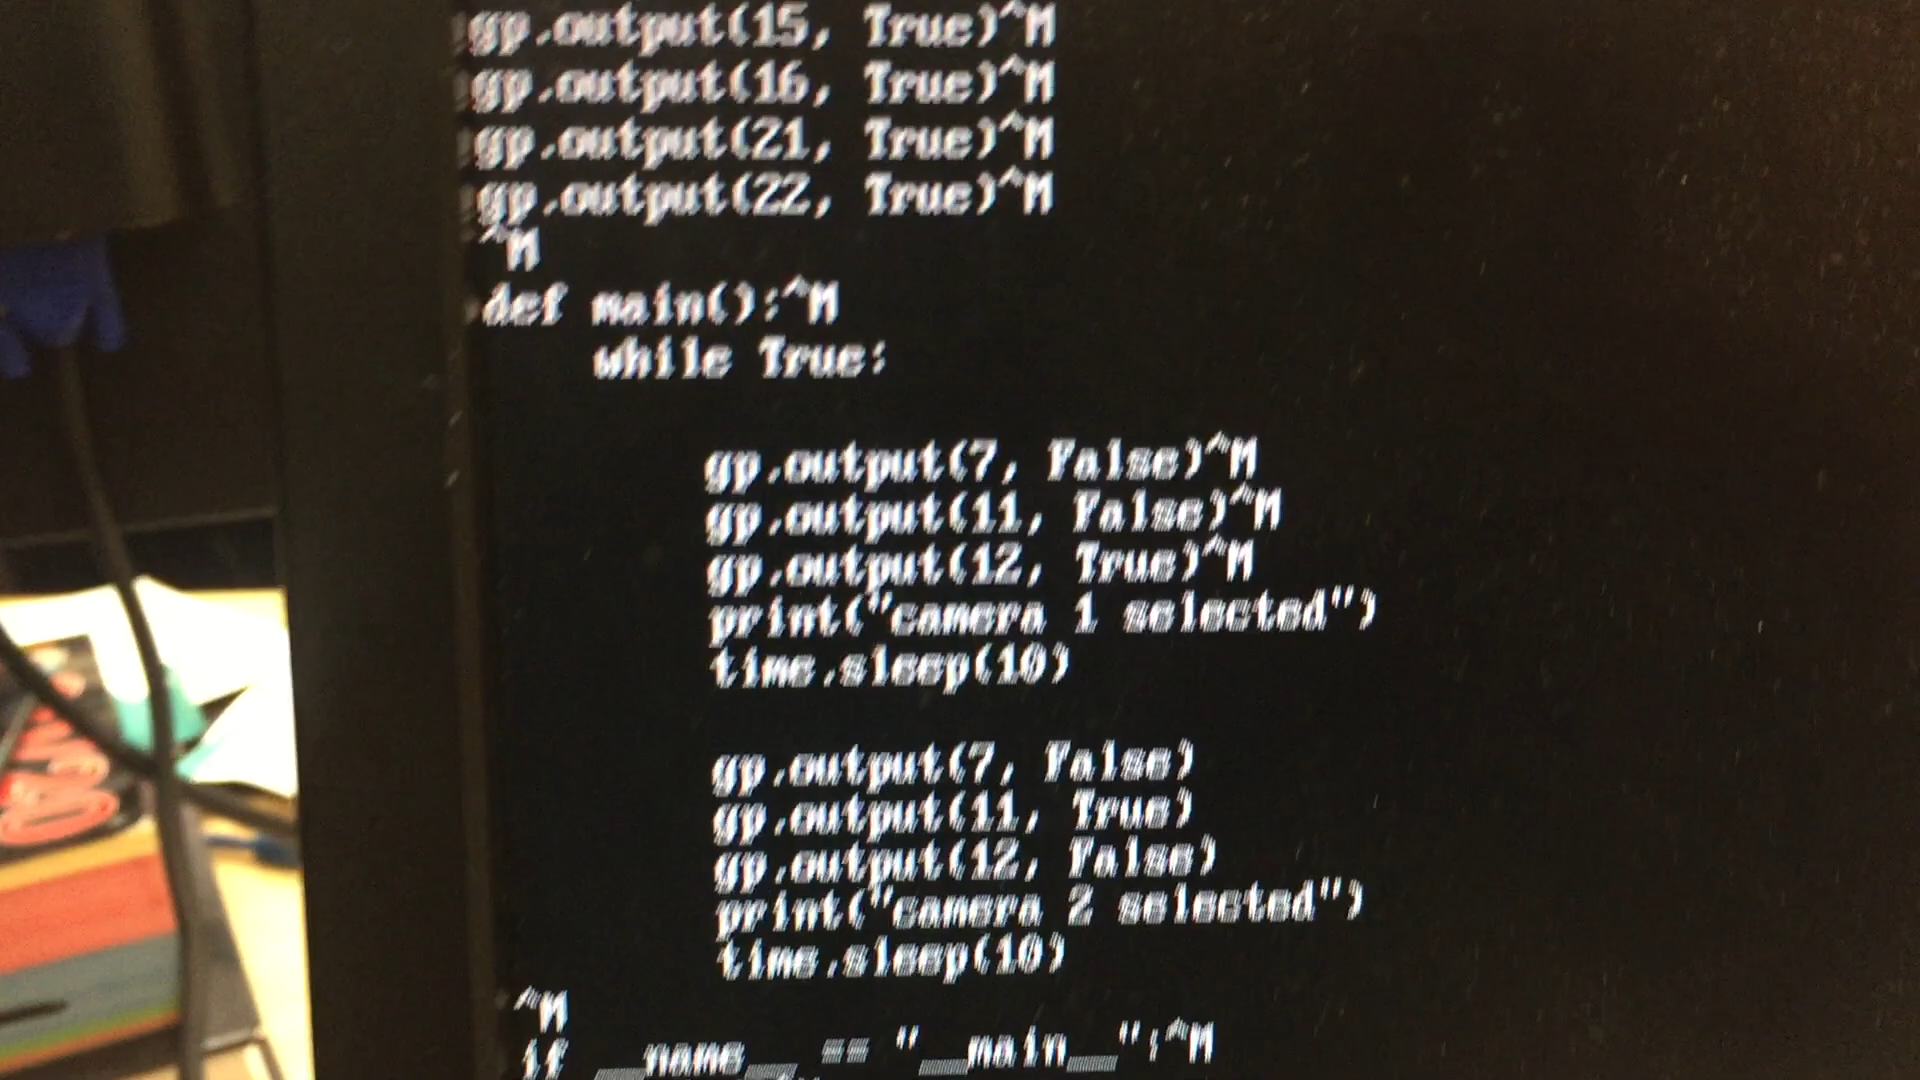 gp.output(15, True)^M
gp.output(16, True)^M
gp.output(21, True)^M
gp.output(22, True)^M
^M
def main():^M
    while True:

        gp.output(7, False)^M
        gp.output(11, False)^M
        gp.output(12, True)^M
        print("camera 1 selected")
        time.sleep(10)

        gp.output(7, False)
        gp.output(11, True)
        gp.output(12, False)
        print("camera 2 selected")
        time.sleep(10)
^M
if __name__ == "__main__":^M